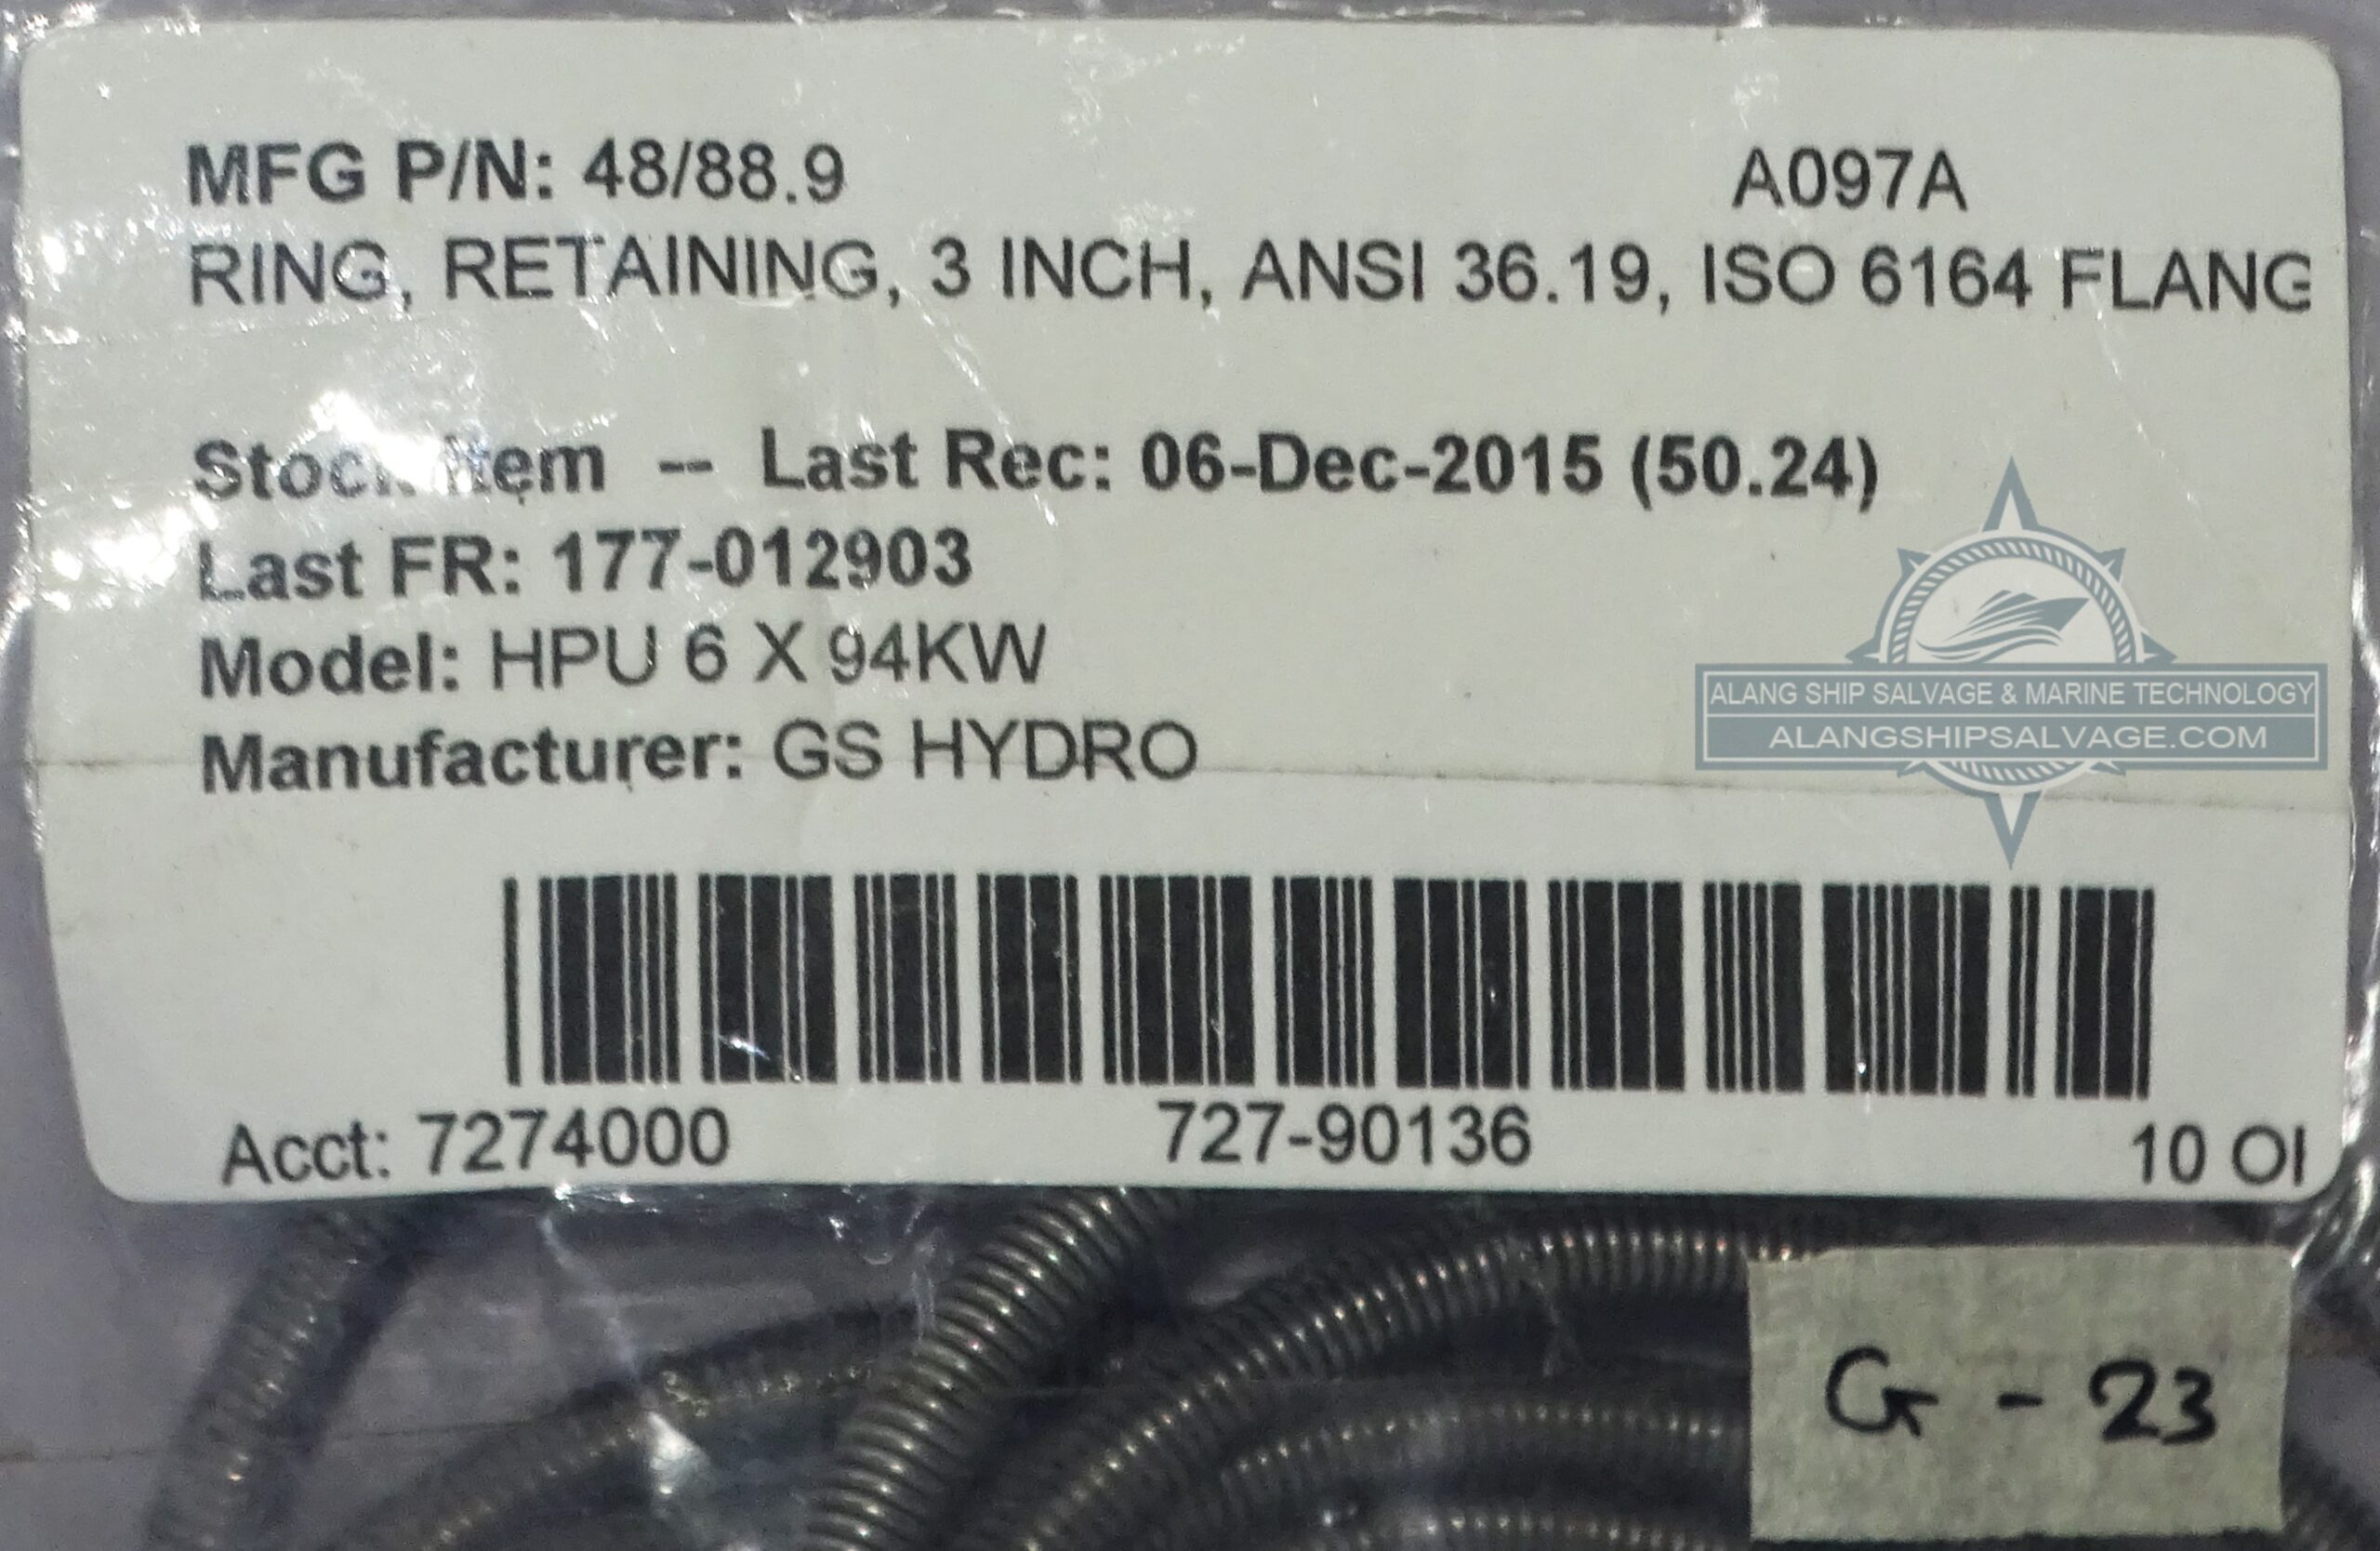 MFG P/N: 48/88.9 A097A
RING, RETAINING, 3 INCH, ANSI 36.19, ISO 6164 FLANG
Stock Item -- Last Rec: 06-Dec-2015 (50.24)
Last FR: 177-012903
Model: HPU 6 X 94KW
Manufacturer: GS HYDRO
ALANG SHIP SALVAGE & MARINE TECHNOLOGY
ALANGSHIPSALVAGE.COM
Acct: 7274000 727-90136 10 OI
G - 23